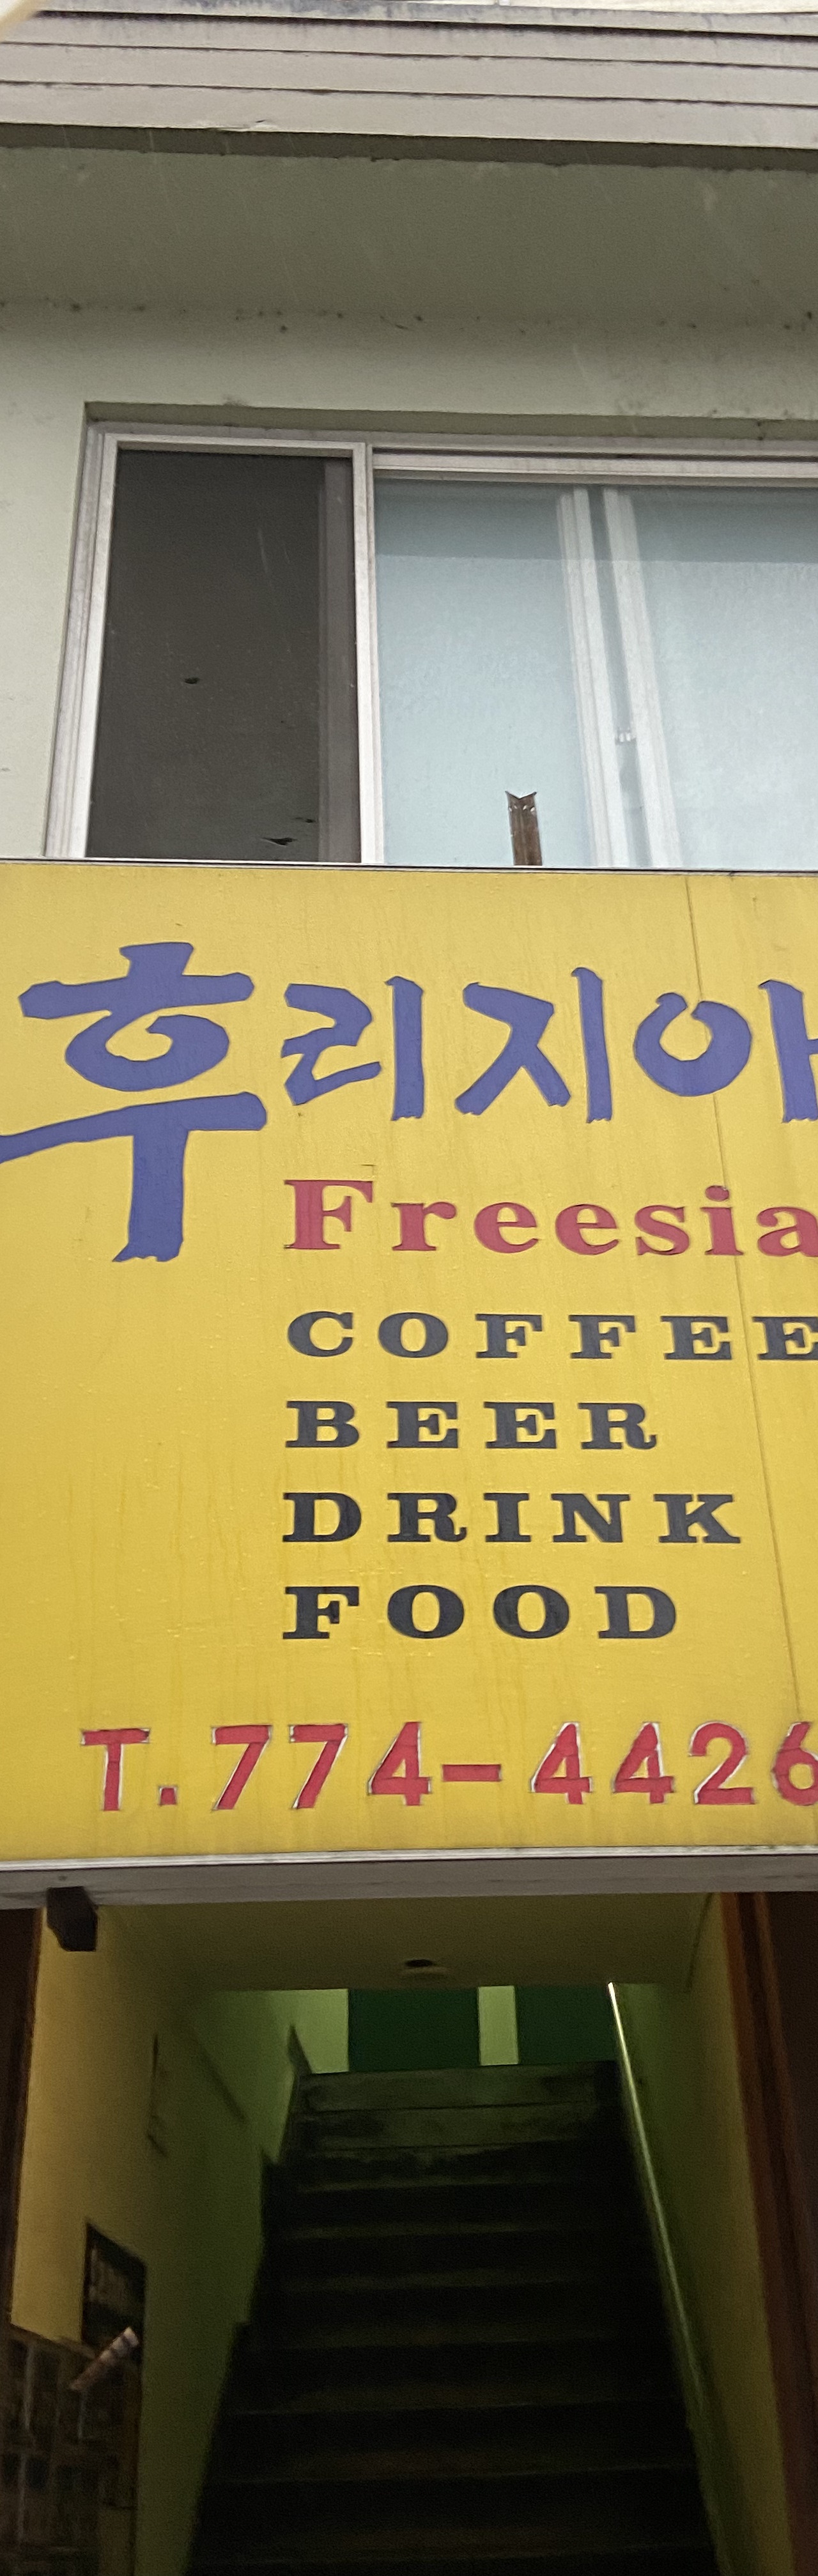 후리지아
Freesia
COFFEE
BEER
DRINK
FOOD
T.774-4426